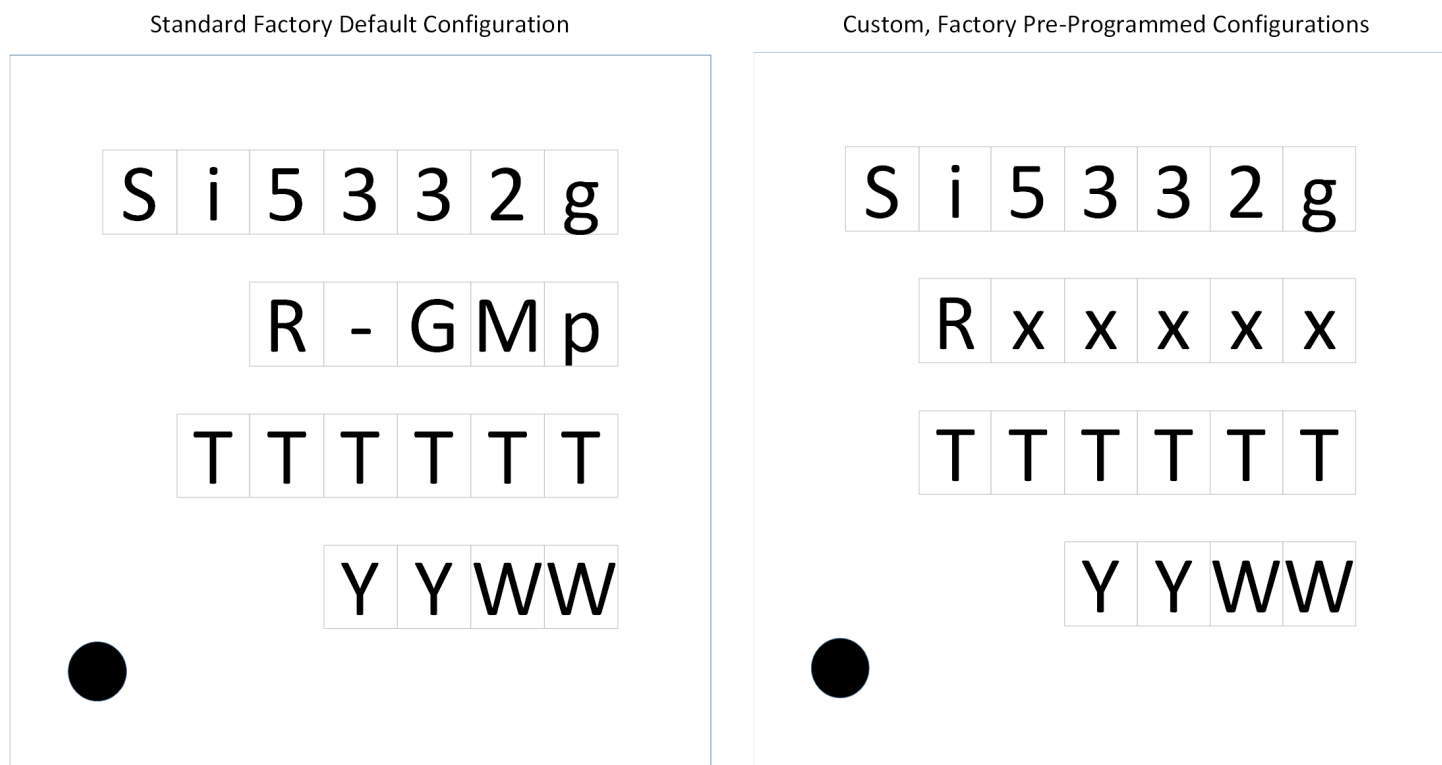 Standard Factory Default Configuration
Si5332g
R-GMp
TTTTTT
YYWW
Custom, Factory Pre-Programmed Configurations
Si5332g
Rxxxxx
TTTTTT
YYWW